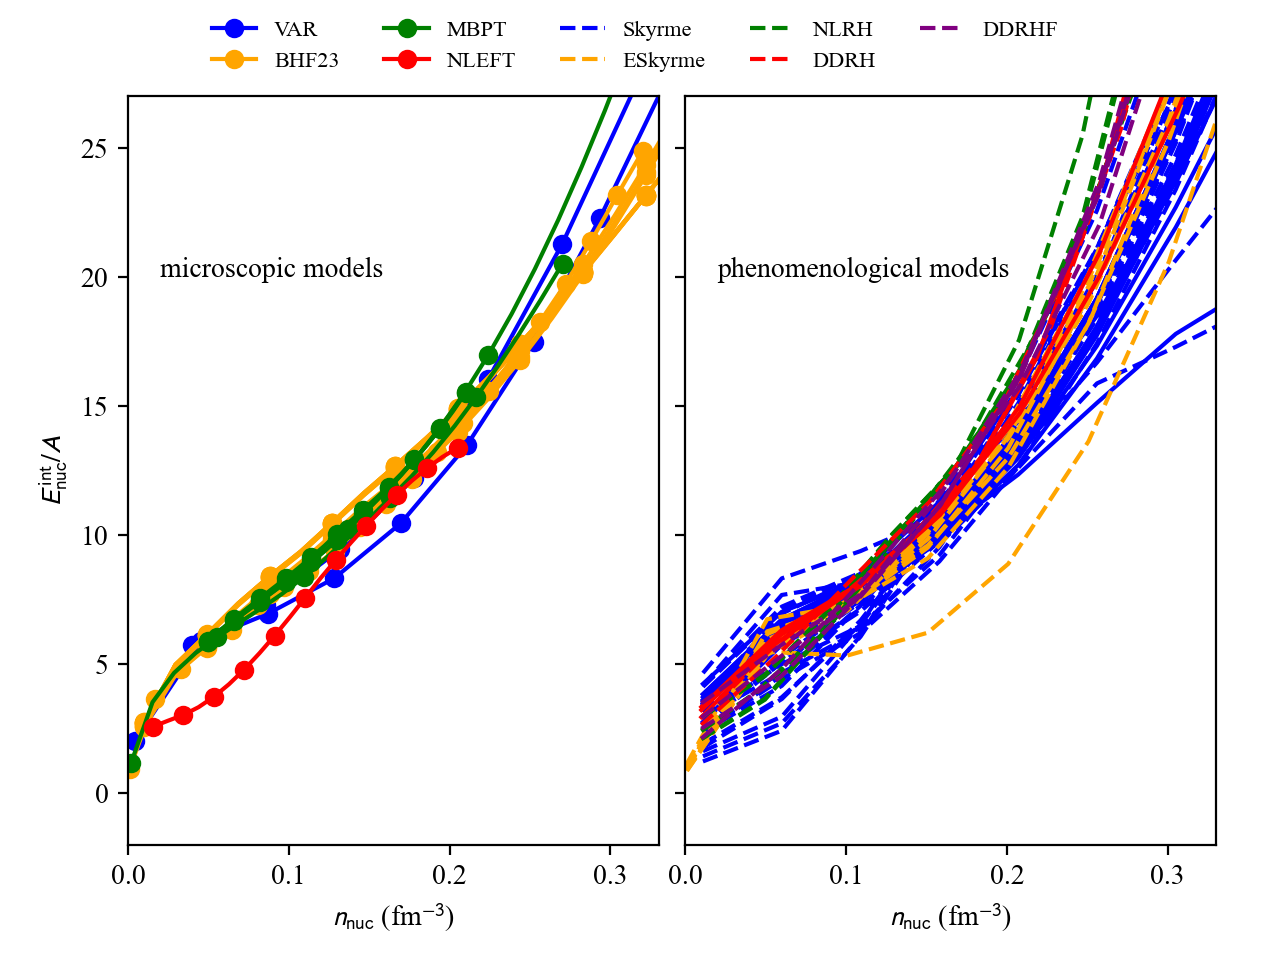 VAR MBPT Skyrme NLRH DDRHF
BHF23 NLEFT ESkyrme DDRH
microscopic models
phenomenological models
25
20
15
10
5
0
E_nuc^int/A
0.0 0.1 0.2 0.3
0.0 0.1 0.2 0.3
n_nuc (fm⁻³)
n_nuc (fm⁻³)